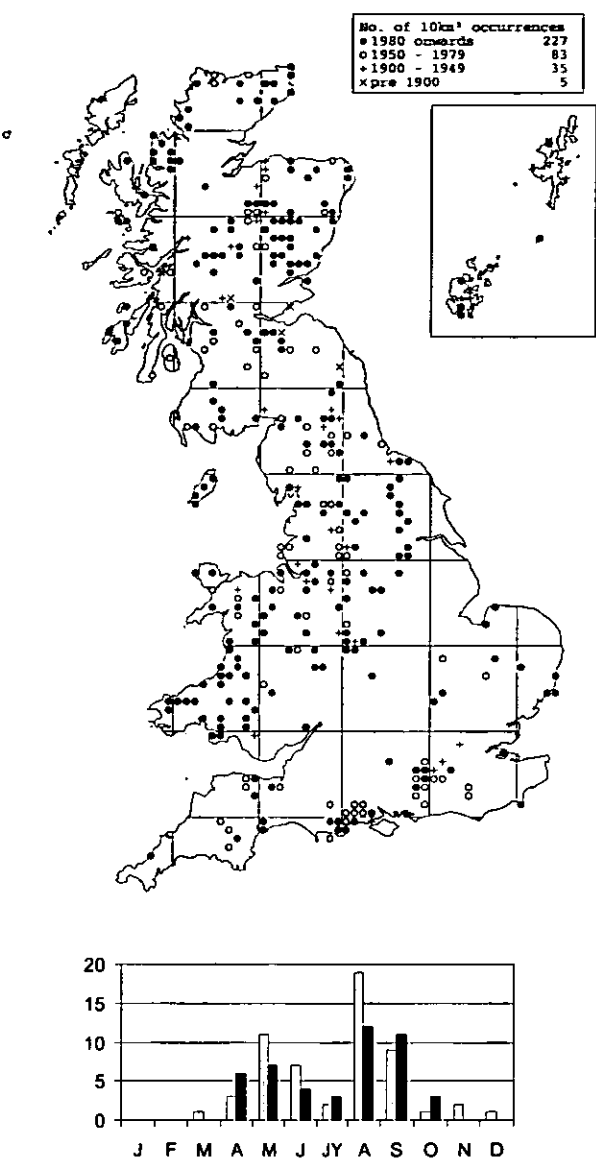 No. of 10km² occurrences
● 1980 onwards 227
○ 1950 - 1979 83
+ 1900 - 1949 35
× pre 1900 5
20
15
10
5
0
J F M A M J JY A S O N D